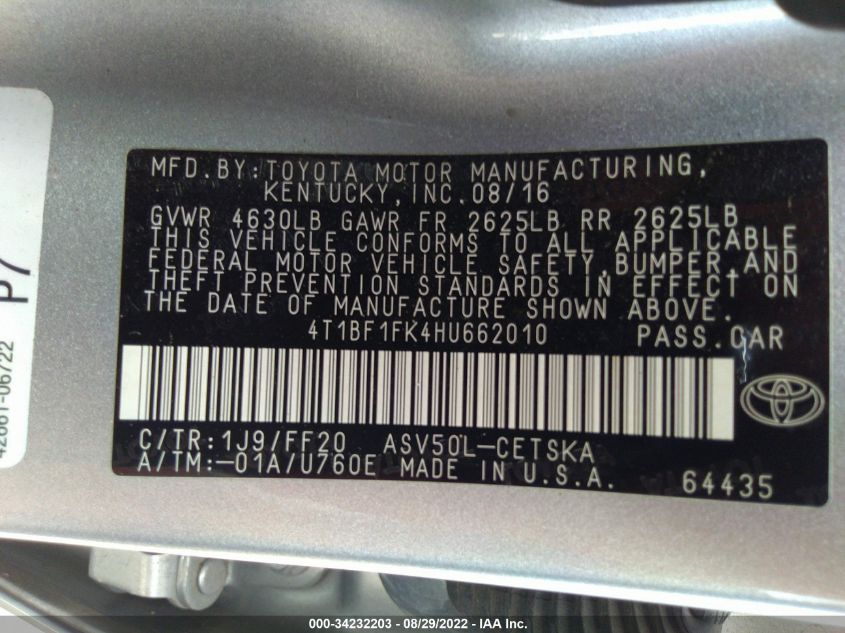 MFD. BY: TOYOTA MOTOR MANUFACTURING,
KENTUCKY, INC. 08/16
GVWR 4630LB GAWR FR 2625LB RR 2625LB
THIS VEHICLE CONFORMS TO ALL APPLICABLE
FEDERAL MOTOR VEHICLE SAFETY, BUMPER, AND
THEFT PREVENTION STANDARDS IN EFFECT ON
THE DATE OF MANUFACTURE SHOWN ABOVE.
4T1BF1FK4HU662010 PASS. CAR
C/TR: 1J9/FF20 ASV50L-CETSKA
A/TM: -01A/U760E MADE IN U.S.A. 64435
P7
42661-06722
000-34232203 - 08/29/2022 - IAA Inc.